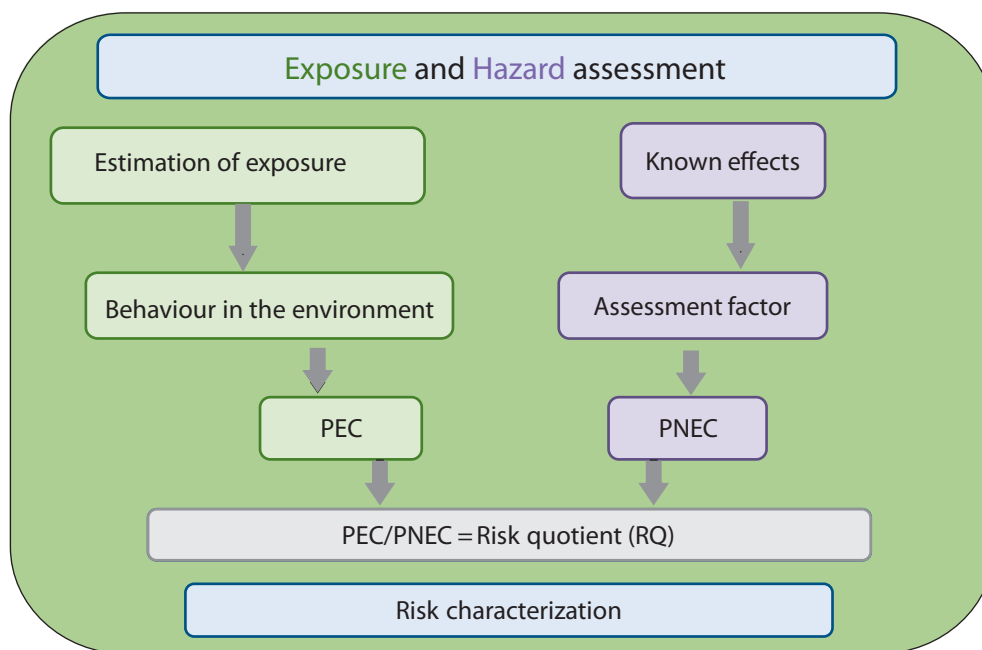 Exposure and Hazard assessment
Estimation of exposure
Known effects
Behaviour in the environment
Assessment factor
PEC
PNEC
PEC/PNEC = Risk quotient (RQ)
Risk characterization